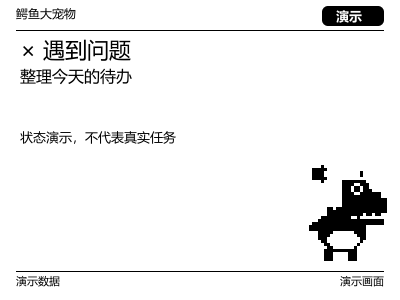 鳄鱼大宠物
演示
× 遇到问题
整理今天的待办
状态演示，不代表真实任务
演示数据
演示画面